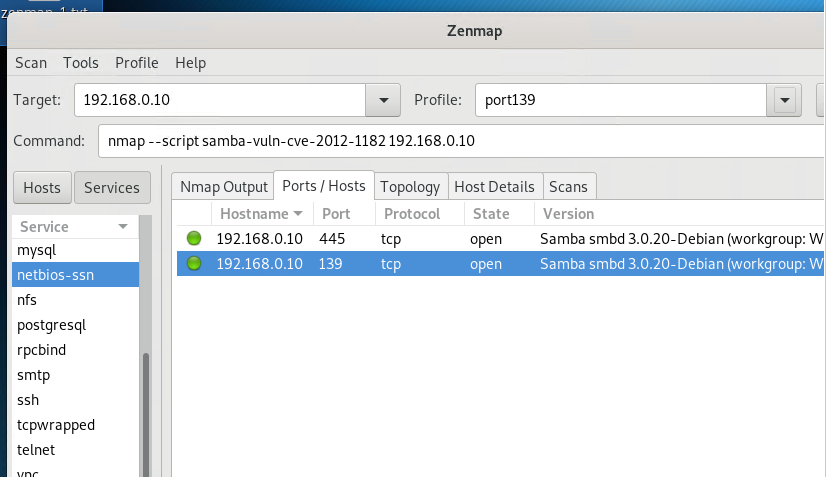 zenmap_1.txt
Zenmap
Scan Tools Profile Help
Target: 192.168.0.10 Profile: port139
Command: nmap --script samba-vuln-cve-2012-1182 192.168.0.10
Hosts Services Nmap Output Ports / Hosts Topology Host Details Scans
Service Hostname Port Protocol State Version
mysql 192.168.0.10 445 tcp open Samba smbd 3.0.20-Debian (workgroup: W
netbios-ssn 192.168.0.10 139 tcp open Samba smbd 3.0.20-Debian (workgroup: W
nfs
postgresql
rpcbind
smtp
ssh
tcpwrapped
telnet
vnc